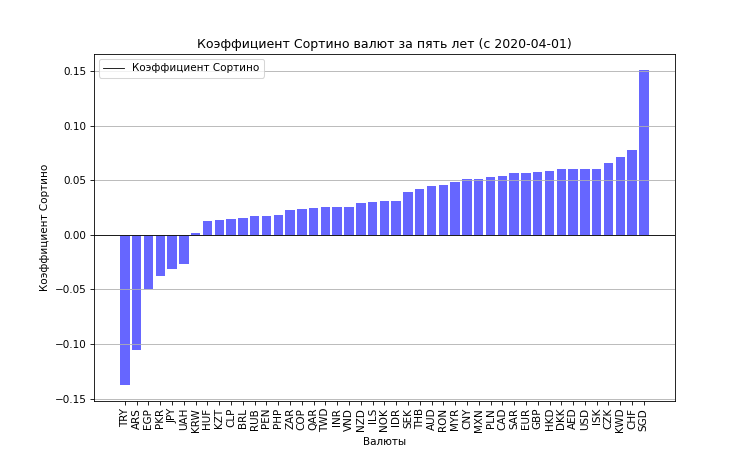 Коэффициент Сортино валют за пять лет (с 2020-04-01)
Коэффициент Сортино
0.15
0.10
0.05
0.00
−0.05
−0.10
−0.15
Коэффициент Сортино
TRY ARS EGP PKR JPY UAH KRW HUF KZT CLP BRL RUB PEN PHP ZAR COP QAR TWD INR VND NZD ILS NOK IDR SEK THB AUD RON MYR CNY MXN PLN CAD SAR EUR GBP HKD DKK AED USD ISK CZK KWD CHF SGD
Валюты